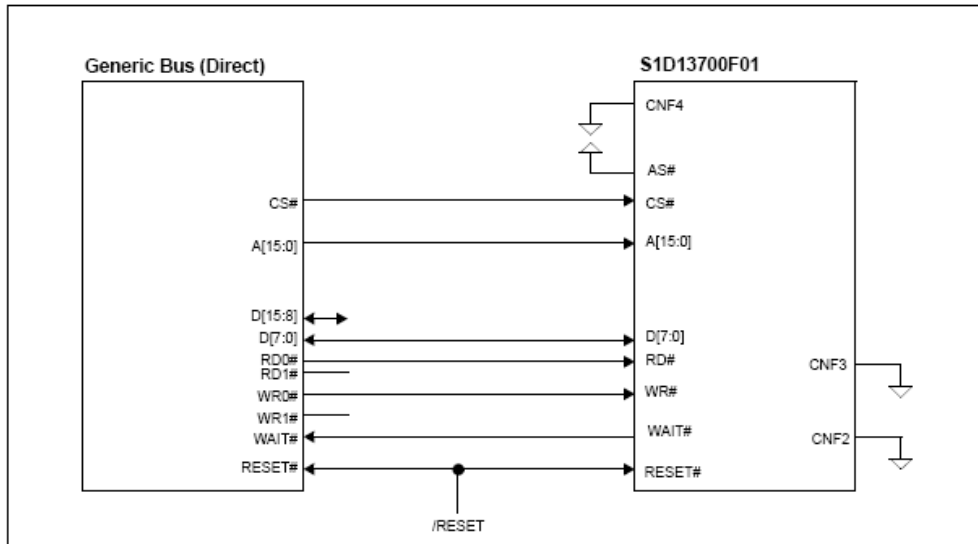 Generic Bus (Direct)
S1D13700F01
CNF4
AS#
CS#
CS#
A[15:0]
A[15:0]
D[15:8]
D[7:0]
D[7:0]
RD0#
RD#
RD1#
CNF3
WR0#
WR#
WR1#
WAIT#
WAIT#
CNF2
RESET#
RESET#
/RESET